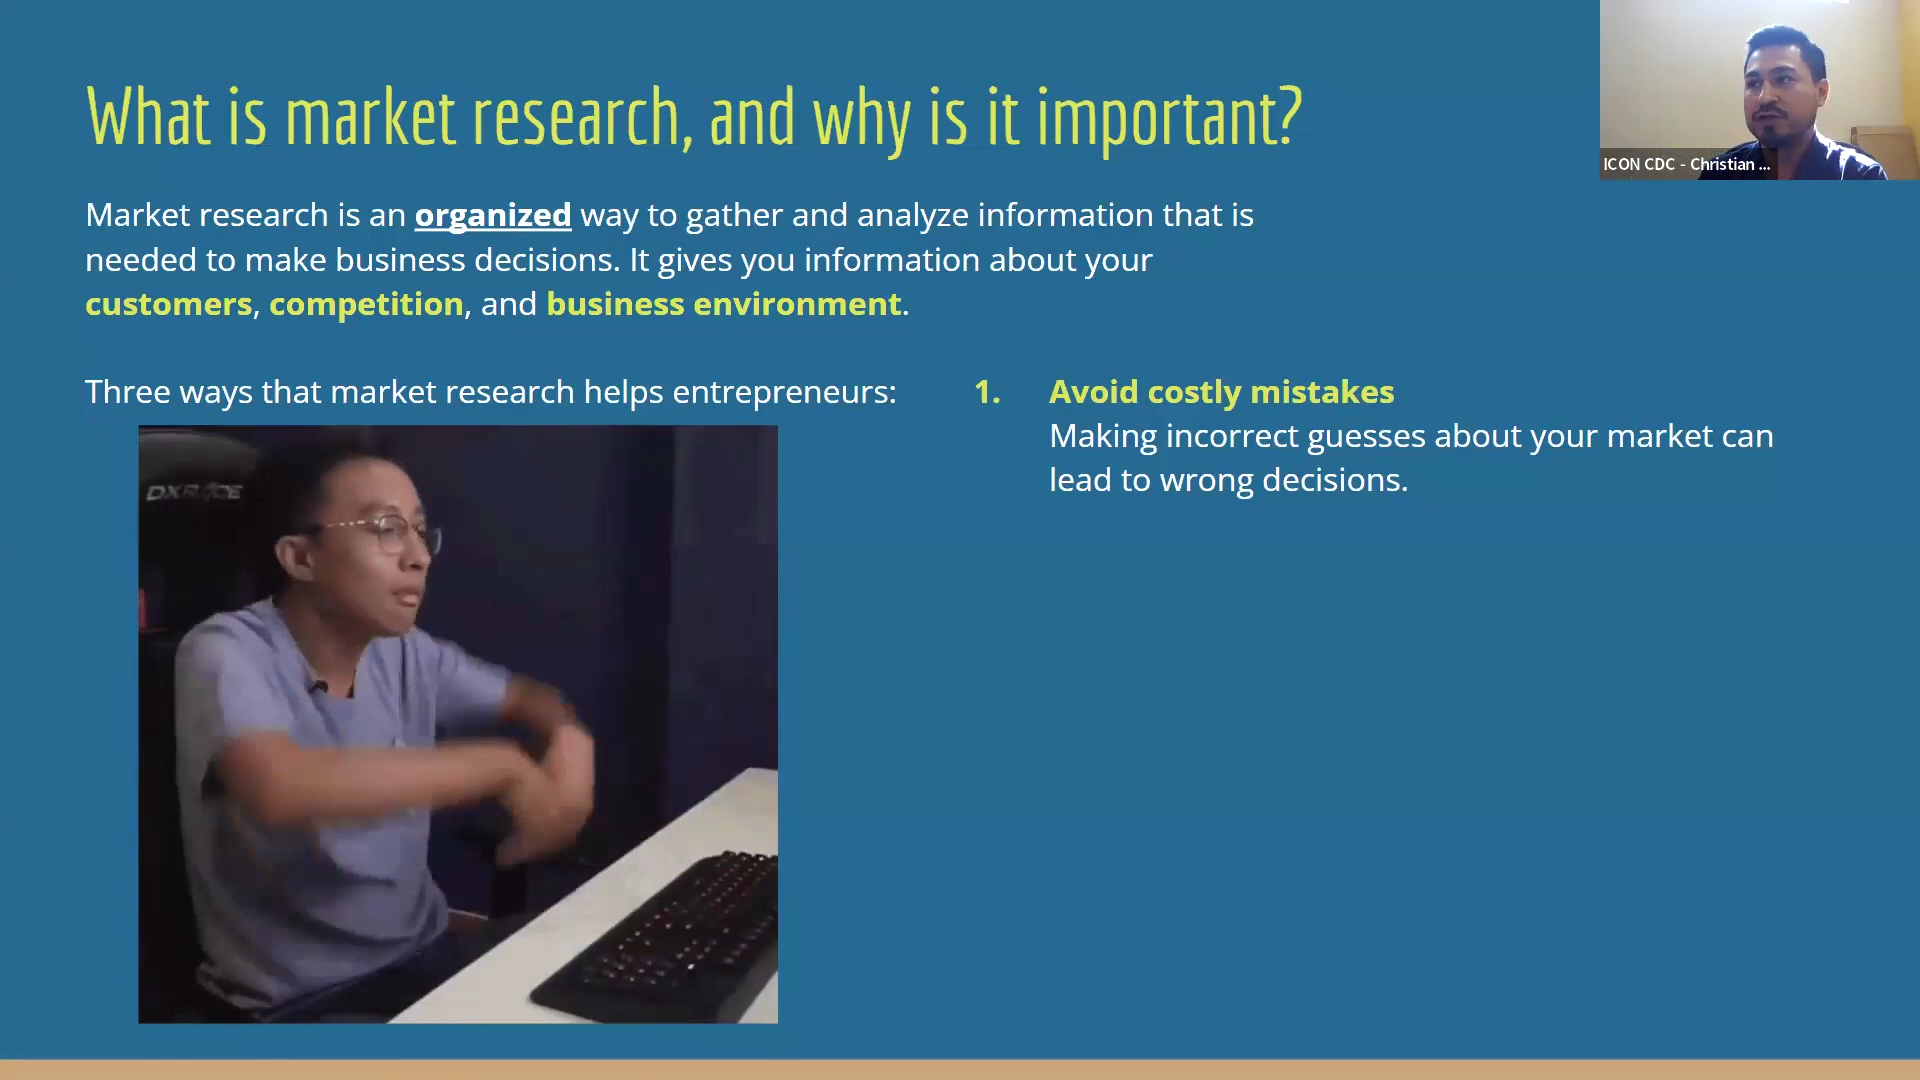 What is market research, and why is it important?
ICON CDC - Christian ...
Market research is an organized way to gather and analyze information that is
needed to make business decisions. It gives you information about your
customers, competition, and business environment.
Three ways that market research helps entrepreneurs:
1. Avoid costly mistakes
Making incorrect guesses about your market can
lead to wrong decisions.
DXRACE